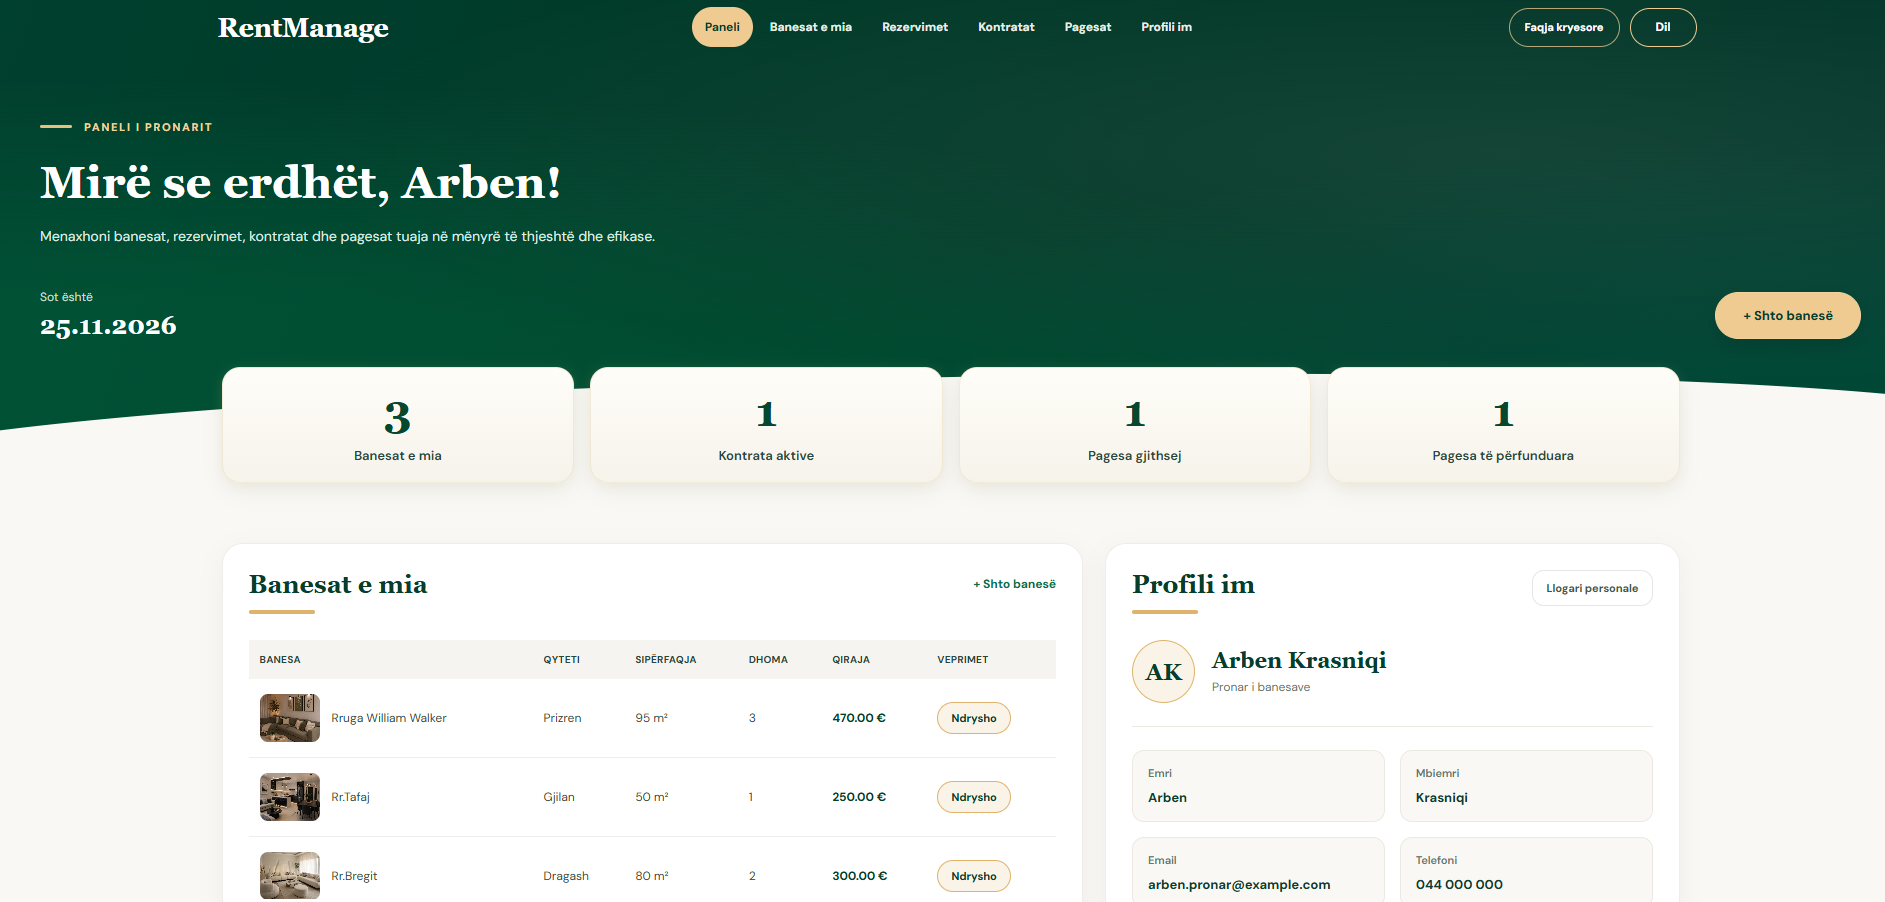 RentManage
Paneli
Banesat e mia
Rezervimet
Kontratat
Pagesat
Profili im
Faqja kryesore
Dil
PANELI I PRONARIT
Mirë se erdhët, Arben!
Menaxhoni banesat, rezervimet, kontratat dhe pagesat tuaja në mënyrë të thjeshtë dhe efikase.
Sot është
25.11.2026
+ Shto banesë
3
Banesat e mia
1
Kontrata aktive
1
Pagesa gjithsej
1
Pagesa të përfunduara
Banesat e mia
+ Shto banesë
BANESA QYTETI SIPËRFAQJA DHOMA QIRAJA VEPRIMET
Rruga William Walker Prizren 95 m² 3 470.00 € Ndrysho
Rr.Tafaj Gjilan 50 m² 1 250.00 € Ndrysho
Rr.Bregit Dragash 80 m² 2 300.00 € Ndrysho
Profili im
Llogari personale
AK
Arben Krasniqi
Pronar i banesave
Emri
Arben
Mbiemri
Krasniqi
Email
arben.pronar@example.com
Telefoni
044 000 000